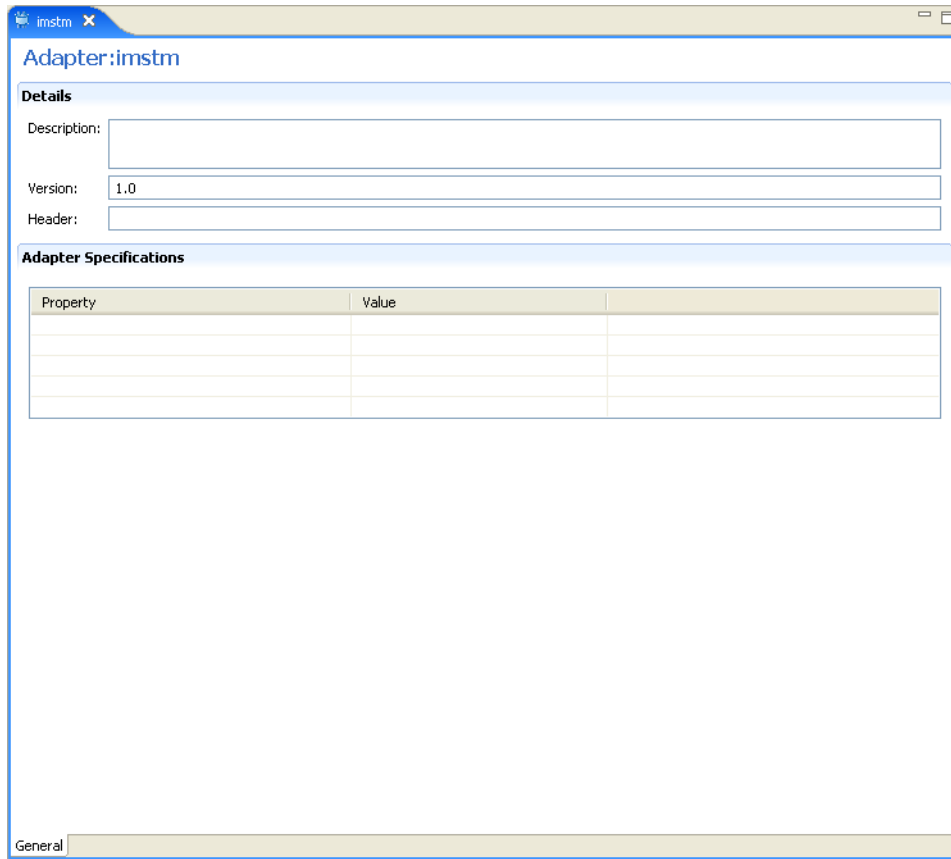 imstm
Adapter:imstm
Details
Description:
Version: 1.0
Header:
Adapter Specifications
Property Value
General